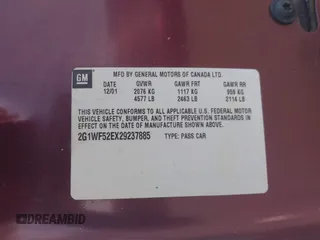 GM
MFD BY GENERAL MOTORS OF CANADA LTD.
DATE GVWR GAWR FRT GAWR RR
12/01 2076 KG 1117 KG 959 KG
4577 LB 2463 LB 2114 LB
THIS VEHICLE CONFORMS TO ALL APPLICABLE U.S. FEDERAL MOTOR
VEHICLE SAFETY, BUMPER, AND THEFT PREVENTION STANDARDS IN
EFFECT ON THE DATE OF MANUFACTURE SHOWN ABOVE.
2G1WF52EX29237885 TYPE: PASS CAR
DREAMBID